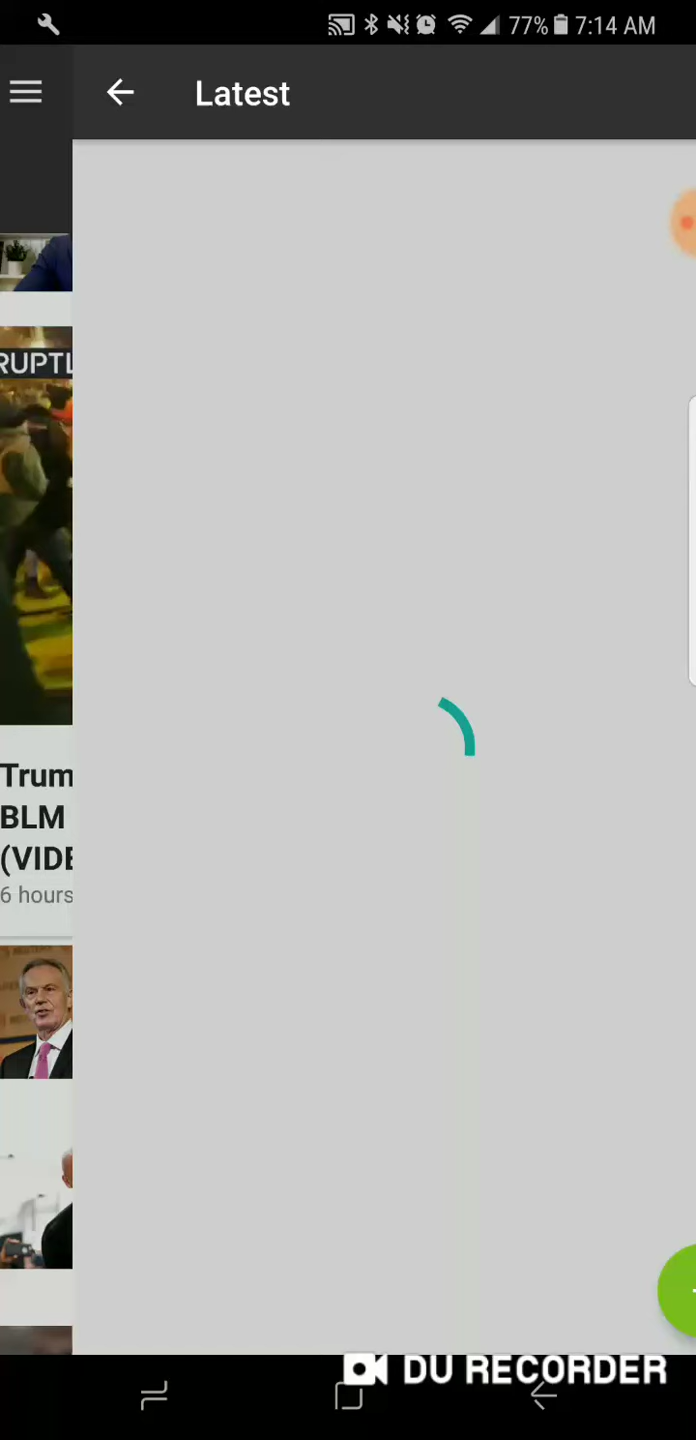 77% 7:14 AM
Latest
RUPTL
Trum
BLM
(VIDE
6 hours
DU RECORDER